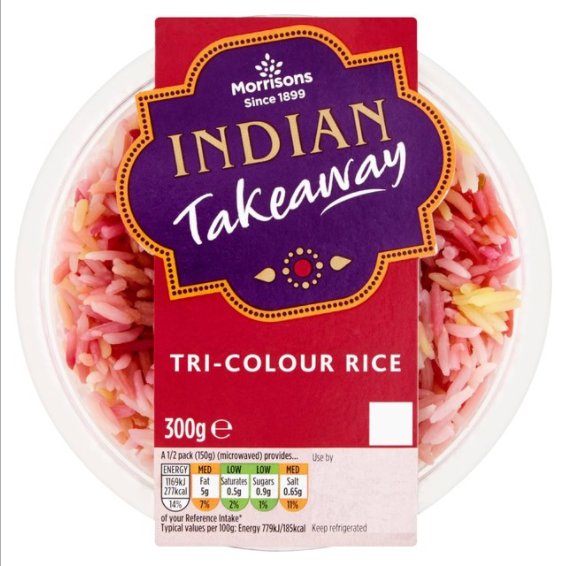 Morrisons
Since 1899
INDIAN
Takeaway
TRI-COLOUR RICE
300g ℮
A 1/2 pack (150g) (microwaved) provides...
Use by
ENERGY
1169kJ
277kcal
14%
MED
Fat
5g
7%
LOW
Saturates
0.5g
2%
LOW
Sugars
0.9g
1%
MED
Salt
0.65g
11%
of your Reference Intake*
Typical values per 100g: Energy 779kJ/185kcal
Keep refrigerated